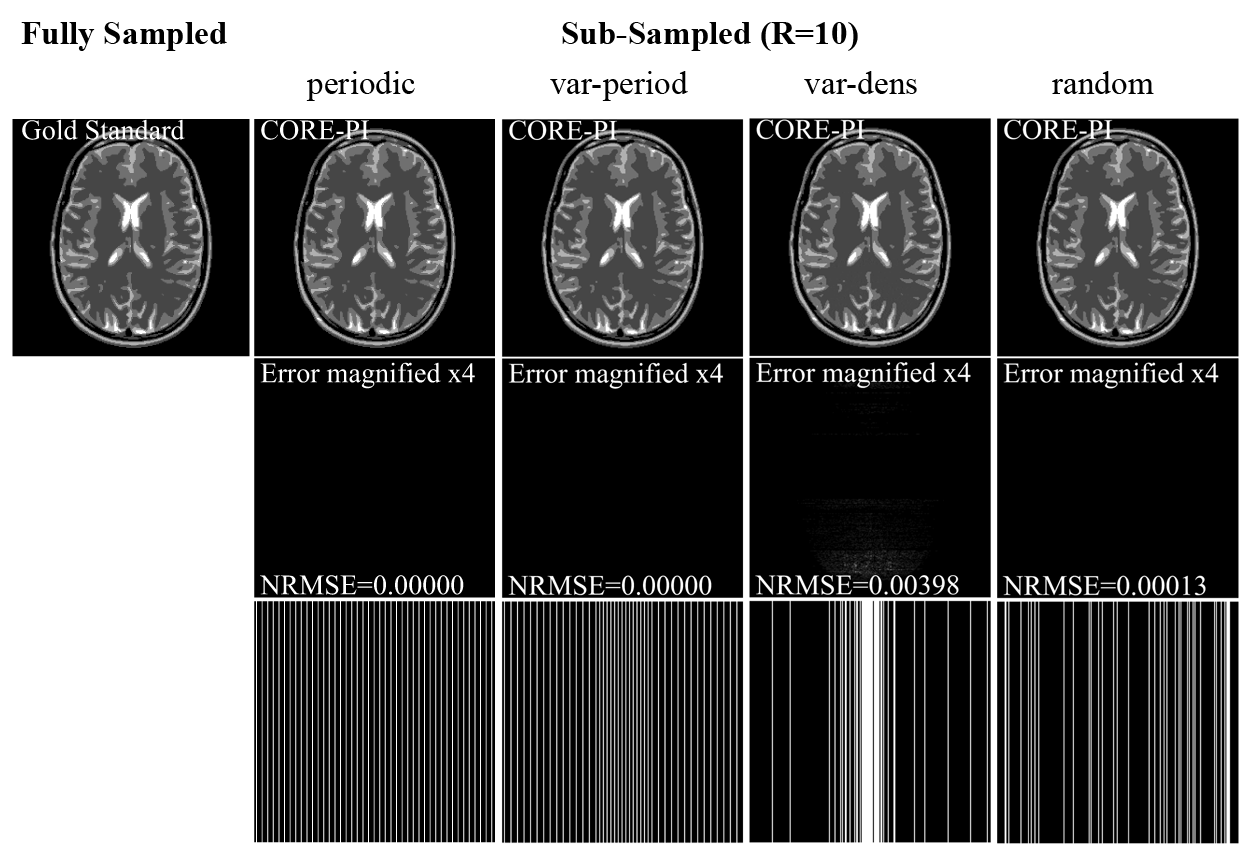 Fully Sampled Sub-Sampled (R=10)
periodic var-period var-dens random
Gold Standard CORE-PI CORE-PI CORE-PI CORE-PI
Error magnified x4 Error magnified x4 Error magnified x4 Error magnified x4
NRMSE=0.00000 NRMSE=0.00000 NRMSE=0.00398 NRMSE=0.00013